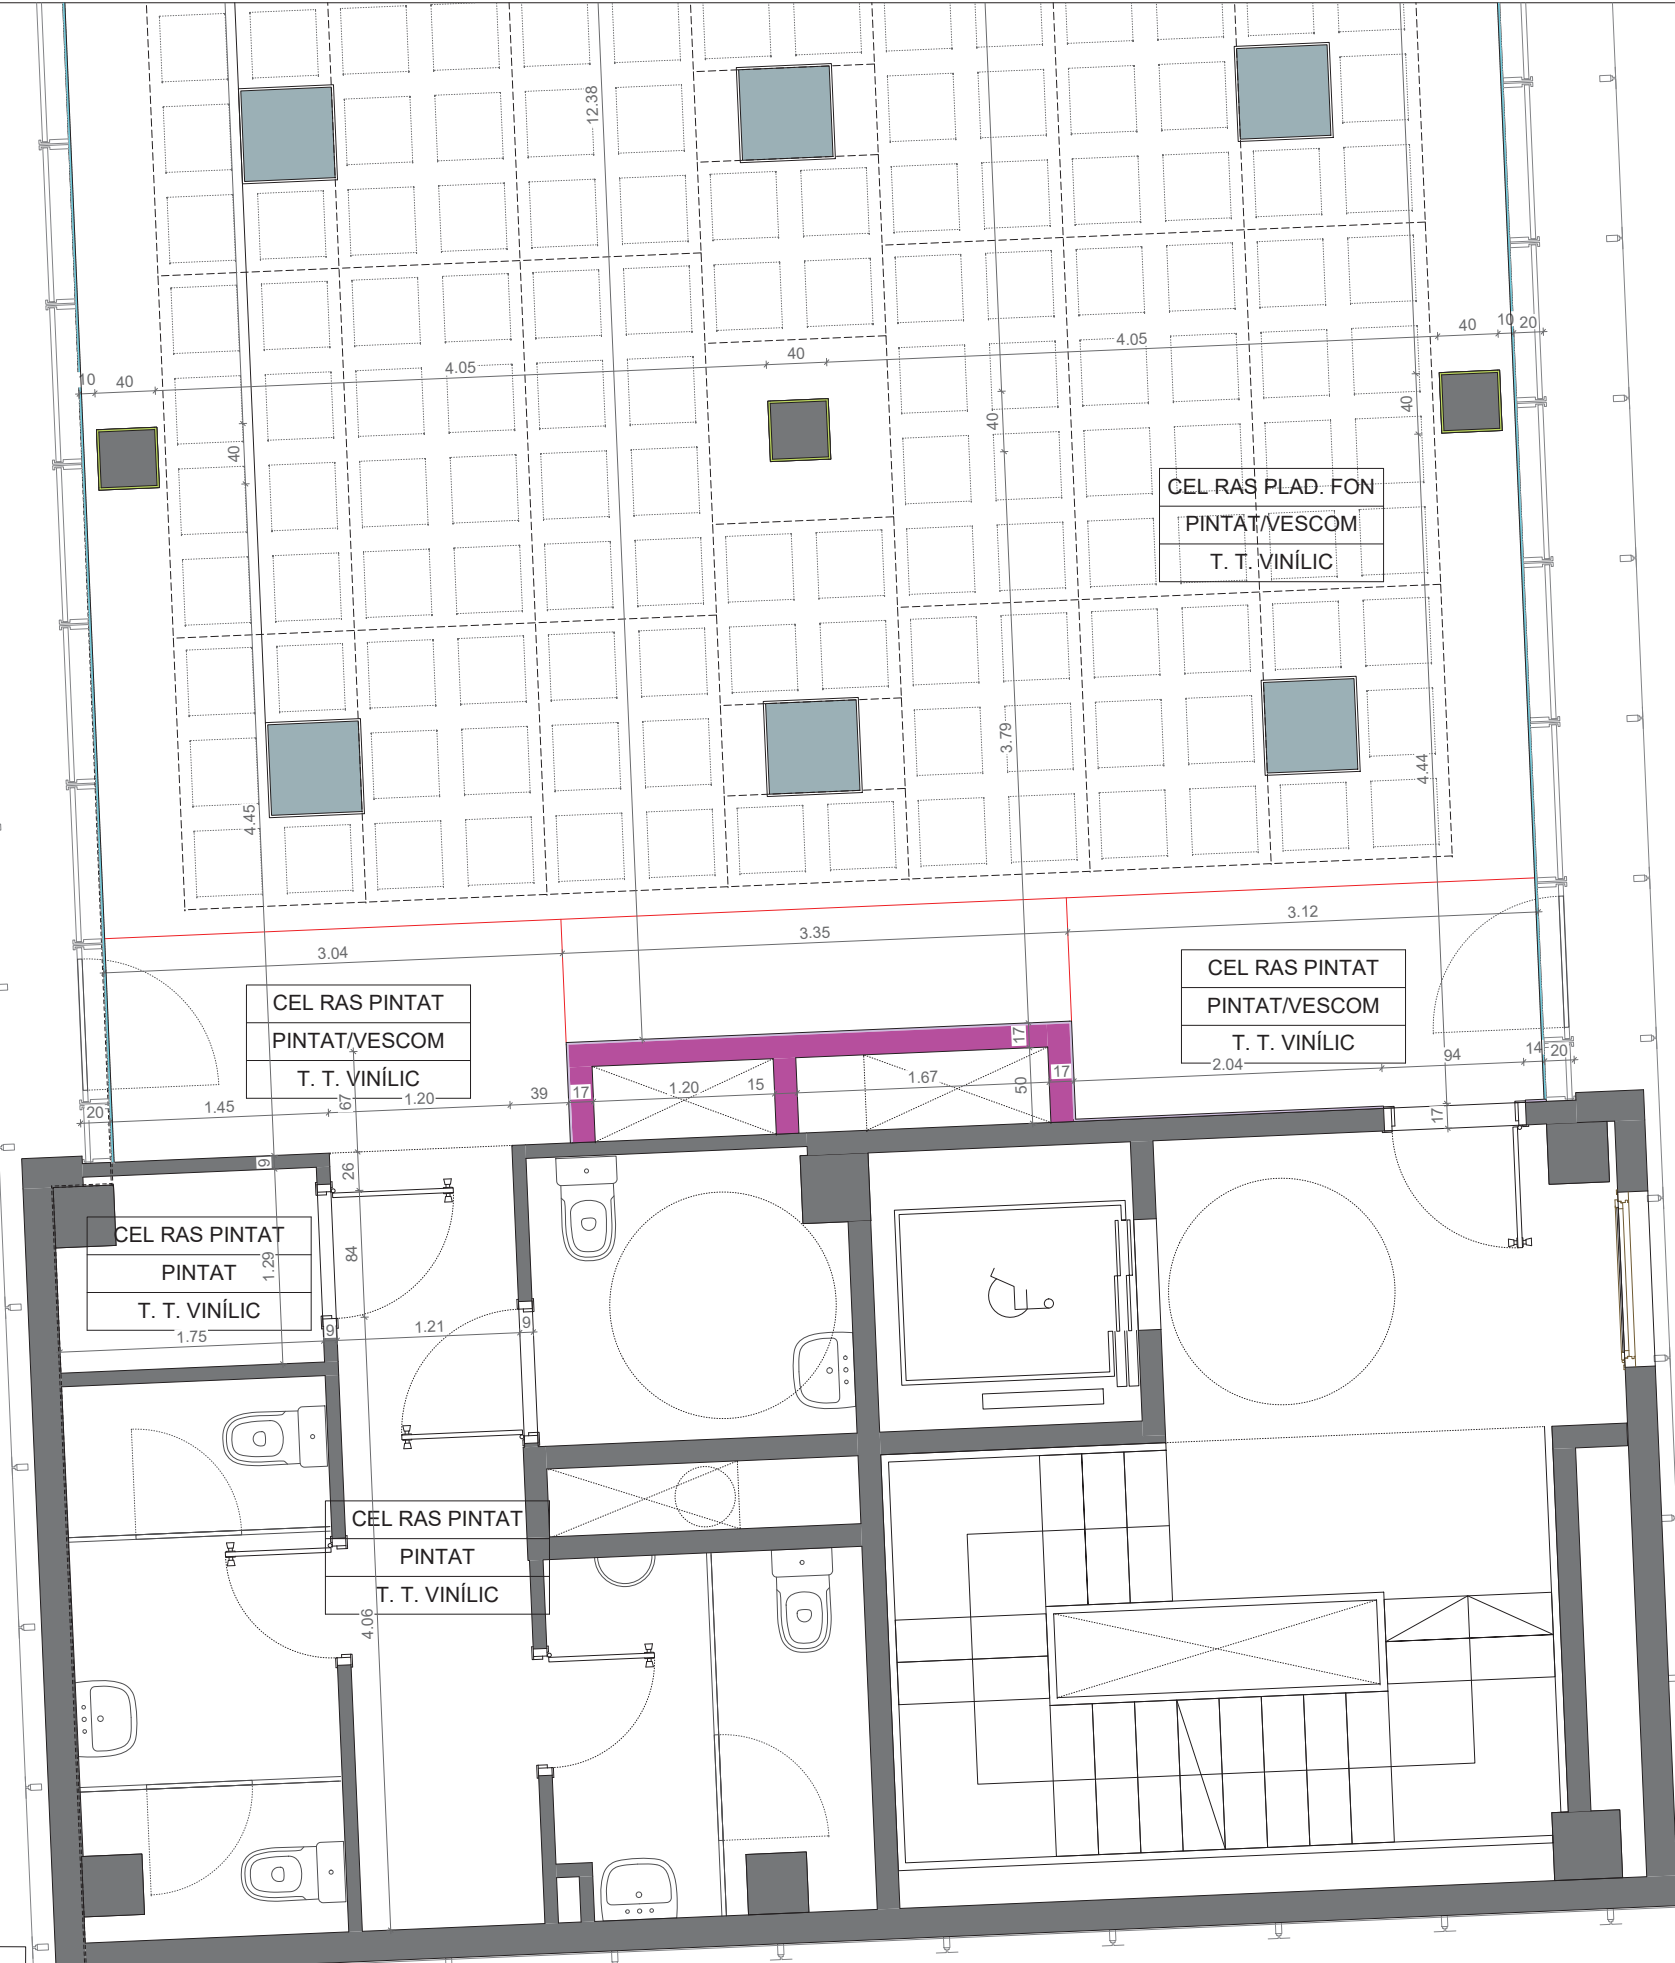 12.38
10
40
4.05
40
4.05
40
10
20
40
40
40
CEL RAS PLAD. FON
PINTAT/VESCOM
T. T. VINÍLIC
4.45
3.79
4.44
3.04
3.35
3.12
CEL RAS PINTAT
PINTAT/VESCOM
T. T. VINÍLIC
CEL RAS PINTAT
PINTAT/VESCOM
T. T. VINÍLIC
20
1.45
67
1.20
39
17
1.20
15
1.67
50
17
17
2.04
94
14
20
17
9
26
84
CEL RAS PINTAT
PINTAT
T. T. VINÍLIC
1.29
1.75
9
1.21
9
CEL RAS PINTAT
PINTAT
T. T. VINÍLIC
4.06